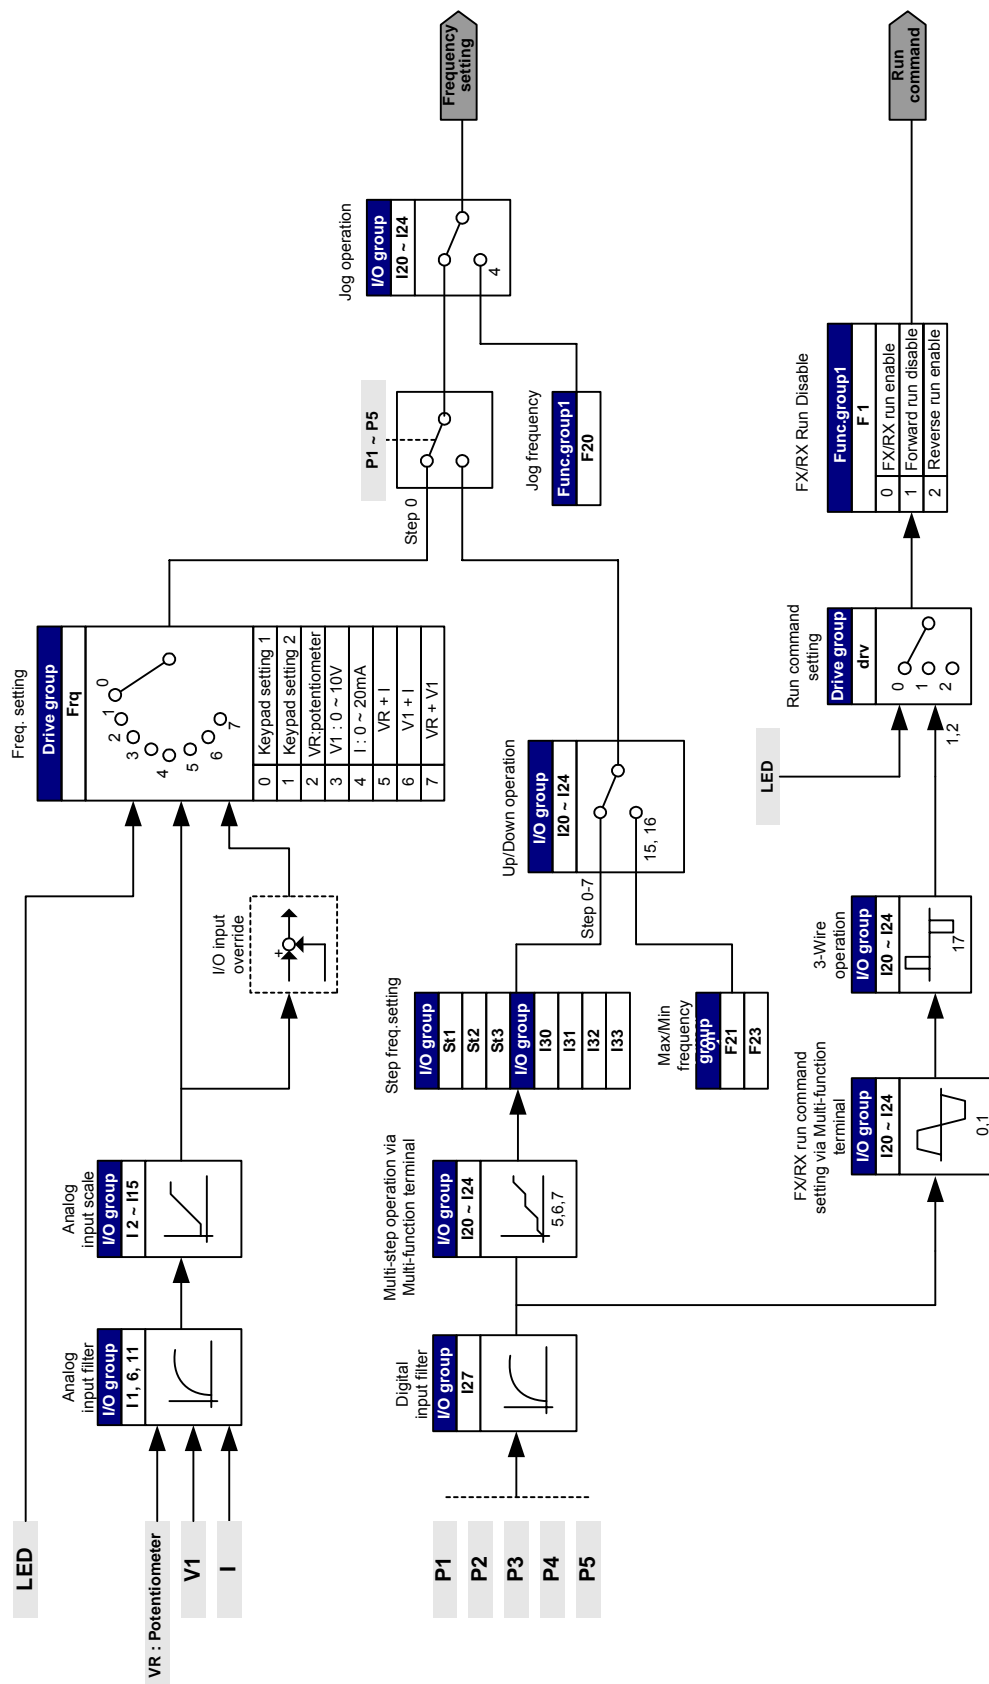 LED
VR : Potentiometer
V1
I
Analog
input filter
I/O group
I 1, 6, 11
Analog
input scale
I/O group
I 2 ~ I15
I/O input
override
+
Freq. setting
Drive group
Frq
0
1
2
3
4
5
6
7
0 Keypad setting 1
1 Keypad setting 2
2 VR:potentiometer
3 V1 : 0 ~ 10V
4 I : 0 ~ 20mA
5 VR + I
6 V1 + I
7 VR + V1
Step 0
P1 ~ P5
Jog operation
I/O group
I20 ~ I24
4
Frequency
setting
Jog frequency
Func.group1
F20
P1
P2
P3
P4
P5
Digital
input filter
I/O group
I27
Multi-step operation via
Multi-function terminal
I/O group
I20 ~ I24
5,6,7
Step freq.setting
I/O group
St1
St2
St3
I/O group
I30
I31
I32
I33
Step 0-7
Up/Down operation
I/O group
I20 ~ I24
15, 16
Max/Min
frequency
group
F21
F23
FX/RX run command
setting via Multi-function
terminal
I/O group
I20 ~ I24
0,1
3-Wire
operation
I/O group
I20 ~ I24
17
LED
1,2
Run command
setting
Drive group
drv
0
1
2
FX/RX Run Disable
Func.group1
F 1
0 FX/RX run enable
1 Forward run disable
2 Reverse run enable
Run
command